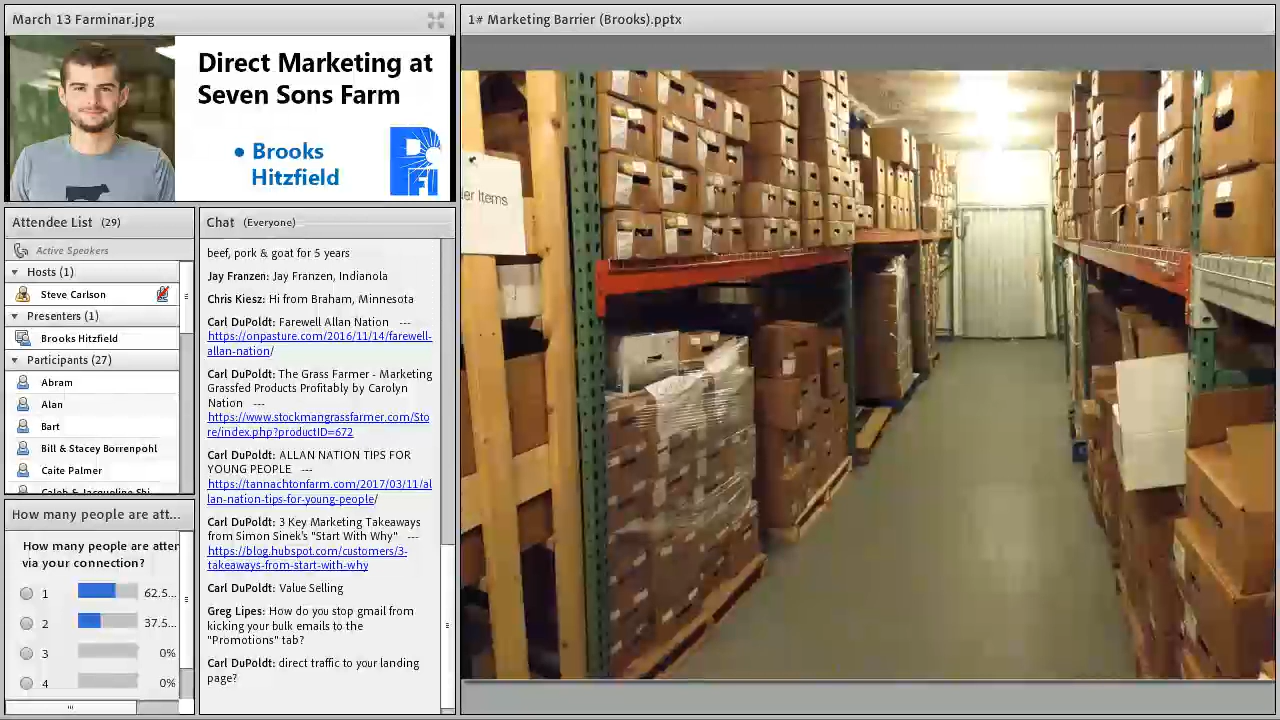 March 13 Farminar.jpg
Direct Marketing at
Seven Sons Farm
• Brooks
Hitzfield
Attendee List (29)
Active Speakers
Hosts (1)
Steve Carlson
Presenters (1)
Brooks Hitzfield
Participants (27)
Abram
Alan
Bart
Bill & Stacey Borrenpohl
Caite Palmer
How many people are att...
How many people are atten
via your connection?
1 62.5...
2 37.5...
3 0%
4 0%
Chat (Everyone)
beef, pork & goat for 5 years
Jay Franzen: Jay Franzen, Indianola
Chris Kiesz: Hi from Braham, Minnesota
Carl DuPoldt: Farewell Allan Nation ---
https://onpasture.com/2016/11/14/farewell-
allan-nation/
Carl DuPoldt: The Grass Farmer - Marketing
Grassfed Products Profitably by Carolyn
Nation ---
https://www.stockmangrassfarmer.com/Sto
re/index.php?productID=672
Carl DuPoldt: ALLAN NATION TIPS FOR
YOUNG PEOPLE ---
https://tannachtonfarm.com/2017/03/11/al
lan-nation-tips-for-young-people/
Carl DuPoldt: 3 Key Marketing Takeaways
from Simon Sinek's "Start With Why" ---
https://blog.hubspot.com/customers/3-
takeaways-from-start-with-why
Carl DuPoldt: Value Selling
Greg Lipes: How do you stop gmail from
kicking your bulk emails to the
"Promotions" tab?
Carl DuPoldt: direct traffic to your landing
page?
1# Marketing Barrier (Brooks).pptx
Items